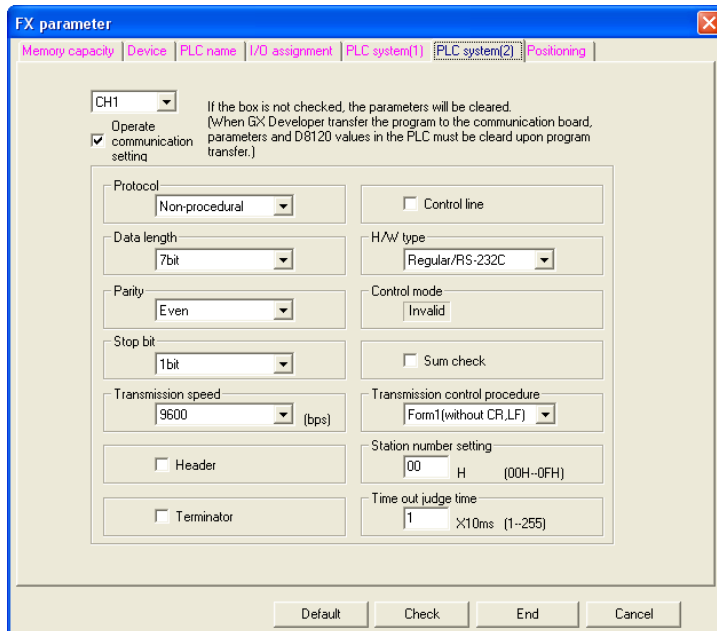 FX parameter
Memory capacity Device PLC name I/O assignment PLC system(1) PLC system(2) Positioning
CH1
If the box is not checked, the parameters will be cleared.
(When GX Developer transfer the program to the communication board,
parameters and D8120 values in the PLC must be cleard upon program
transfer.)
Operate
communication
setting
Protocol
Non-procedural
Control line
Data length
7bit
H/W type
Regular/RS-232C
Parity
Even
Control mode
Invalid
Stop bit
1bit
Sum check
Transmission speed
9600 (bps)
Transmission control procedure
Form1(without CR,LF)
Header
Station number setting
00 H (00H--0FH)
Terminator
Time out judge time
1 X10ms (1--255)
Default Check End Cancel